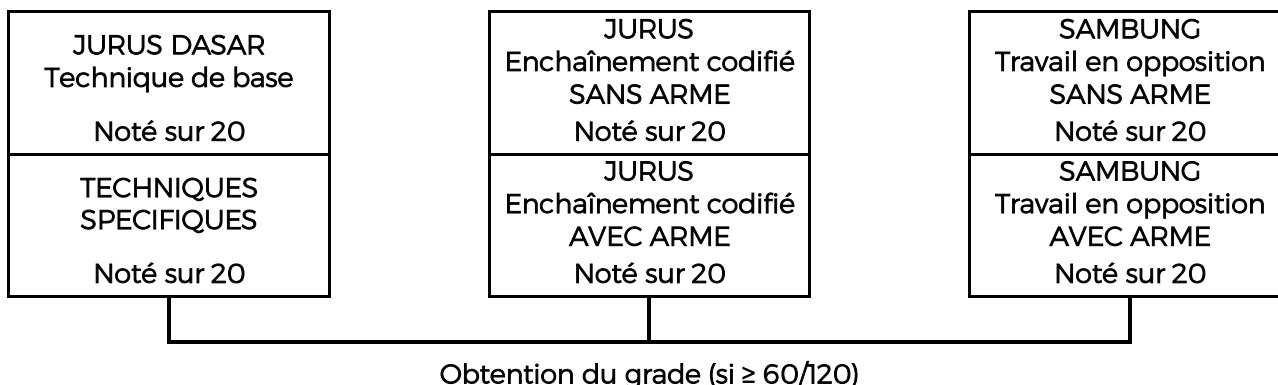 JURUS DASAR
Technique de base
Noté sur 20
TECHNIQUES
SPECIFIQUES
Noté sur 20
JURUS
Enchaînement codifié
SANS ARME
Noté sur 20
JURUS
Enchaînement codifié
AVEC ARME
Noté sur 20
SAMBUNG
Travail en opposition
SANS ARME
Noté sur 20
SAMBUNG
Travail en opposition
AVEC ARME
Noté sur 20
Obtention du grade (si ≥ 60/120)